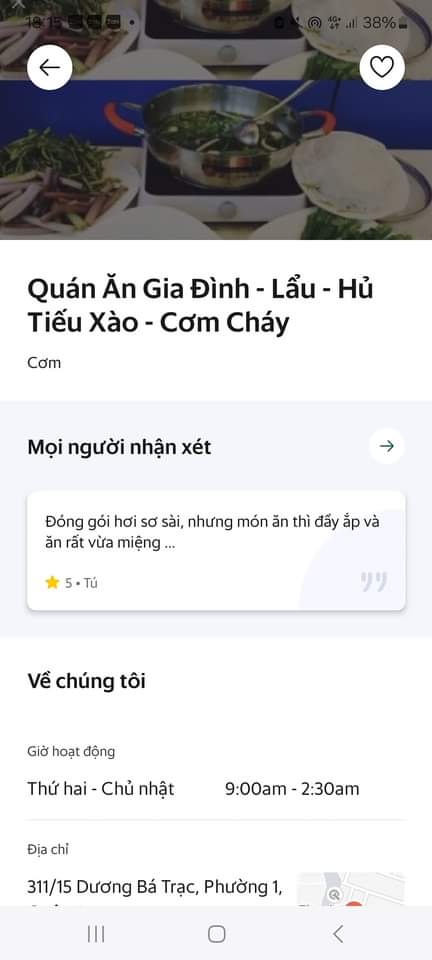 18:15
38%
Quán Ăn Gia Đình - Lẩu - Hủ
Tiếu Xào - Cơm Cháy
Cơm
Mọi người nhận xét
Đóng gói hơi sơ sài, nhưng món ăn thì đầy ắp và
ăn rất vừa miệng ...
5 • Tú
Về chúng tôi
Giờ hoạt động
Thứ hai - Chủ nhật 9:00am - 2:30am
Địa chỉ
311/15 Dương Bá Trạc, Phường 1,